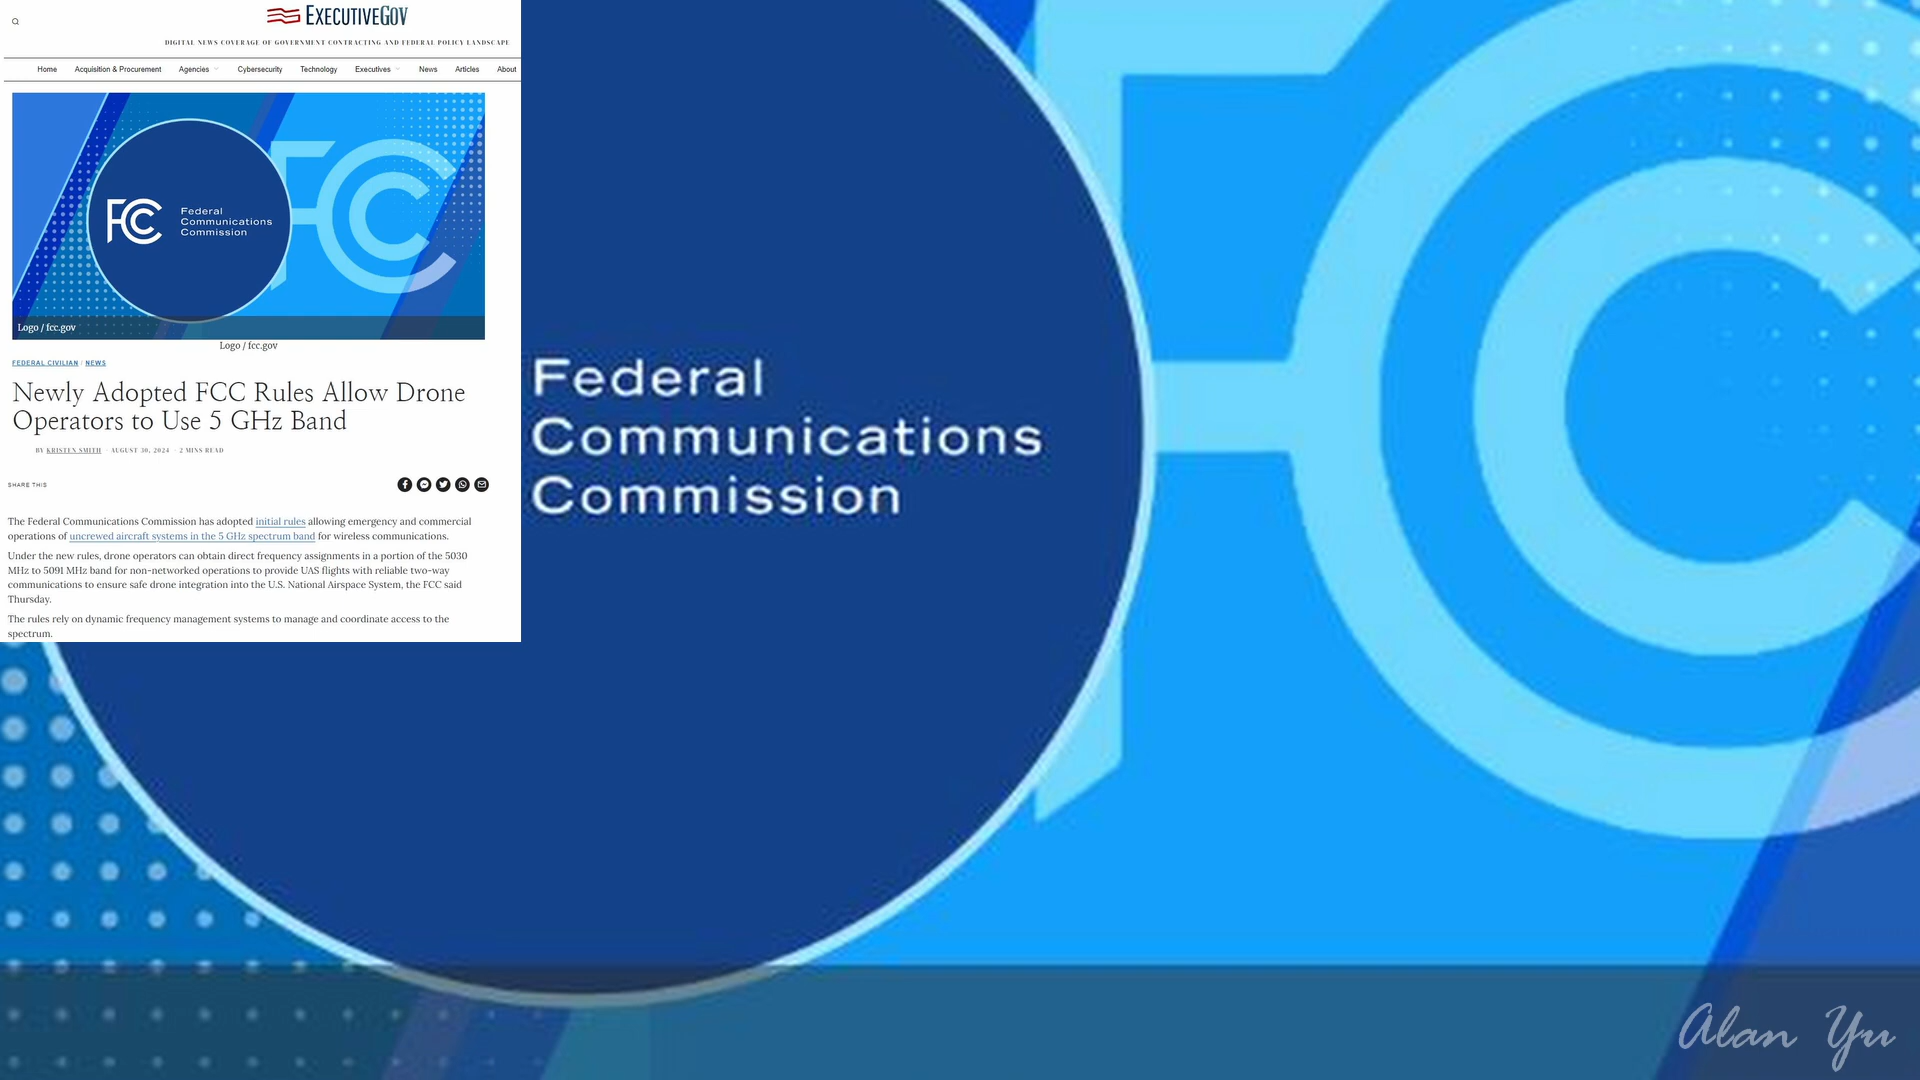 EXECUTIVEGOV
DIGITAL NEWS COVERAGE OF GOVERNMENT CONTRACTING AND FEDERAL POLICY LANDSCAPE
Home Acquisition & Procurement Agencies Cybersecurity Technology Executives News Articles About
FC
Federal
Communications
Commission
FC
Logo / fcc.gov
Logo / fcc.gov
FEDERAL CIVILIAN / NEWS
Newly Adopted FCC Rules Allow Drone
Operators to Use 5 GHz Band
BY KRISTEN SMITH · AUGUST 30, 2024 · 2 MINS READ
SHARE THIS
The Federal Communications Commission has adopted initial rules allowing emergency and commercial
operations of uncrewed aircraft systems in the 5 GHz spectrum band for wireless communications.
Under the new rules, drone operators can obtain direct frequency assignments in a portion of the 5030
MHz to 5091 MHz band for non-networked operations to provide UAS flights with reliable two-way
communications to ensure safe drone integration into the U.S. National Airspace System, the FCC said
Thursday.
The rules rely on dynamic frequency management systems to manage and coordinate access to the
spectrum.
Federal
Communications
Commission
FC
Alan Yu